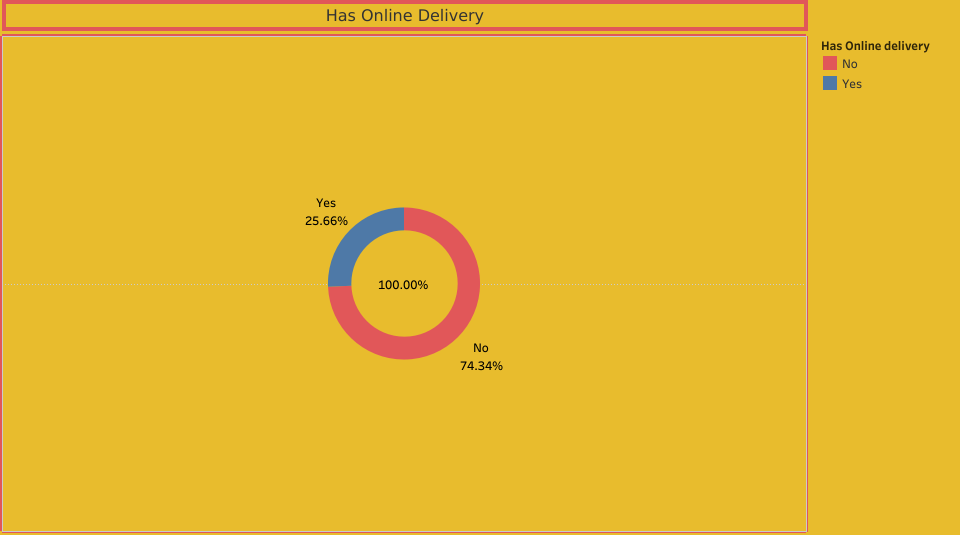 Has Online Delivery
Has Online delivery
No
Yes
Yes
25.66%
100.00%
No
74.34%